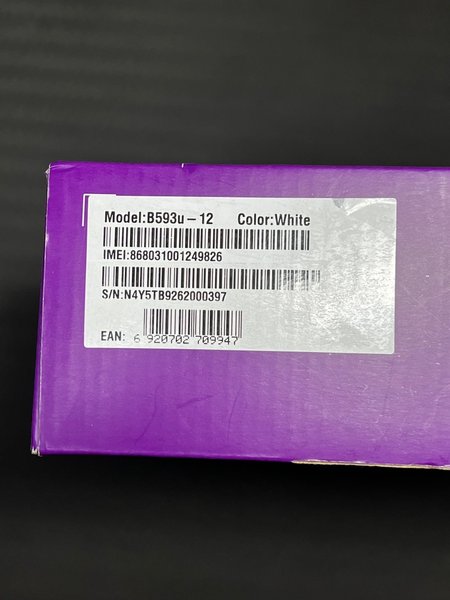 Model:B593u-12 Color:White
IMEI:868031001249826
S/N:N4Y5TB9262000397
EAN: 6 920702 709947